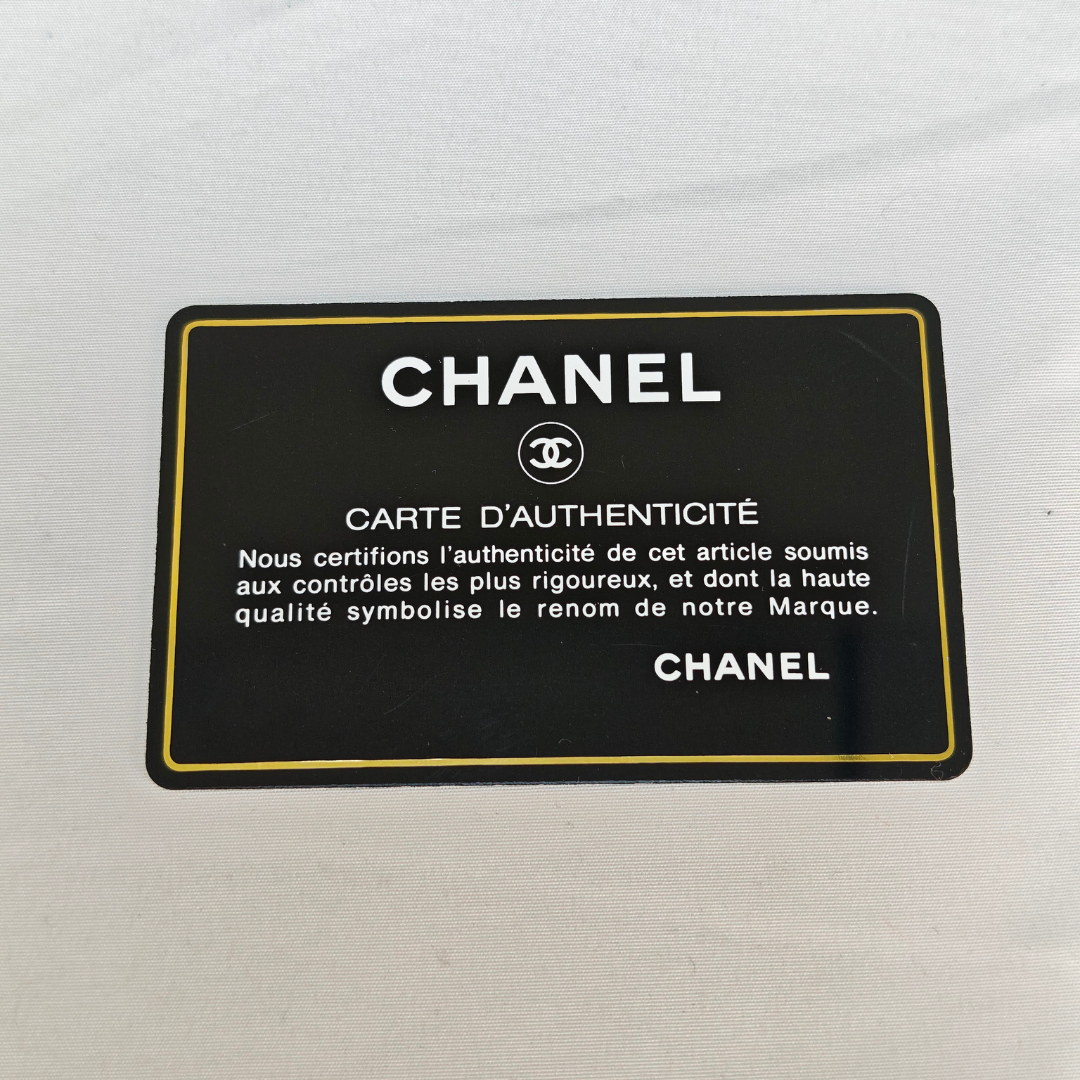 CHANEL
CARTE D'AUTHENTICITÉ
Nous certifions l'authenticité de cet article soumis
aux contrôles les plus rigoureux, et dont la haute
qualité symbolise le renom de notre Marque.
CHANEL